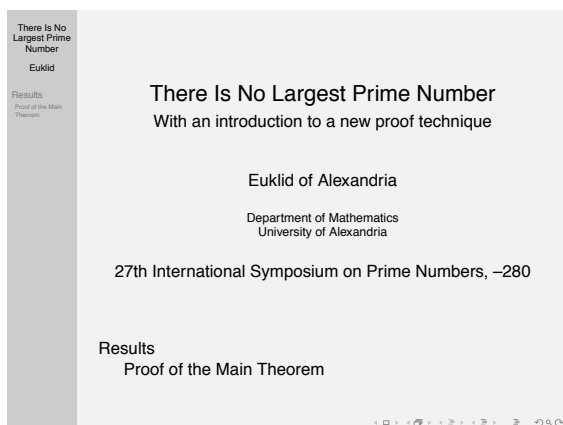 There Is No
Largest Prime
Number
Euklid
Results
Proof of the Main
Theorem
There Is No Largest Prime Number
With an introduction to a new proof technique
Euklid of Alexandria
Department of Mathematics
University of Alexandria
27th International Symposium on Prime Numbers, –280
Results
Proof of the Main Theorem